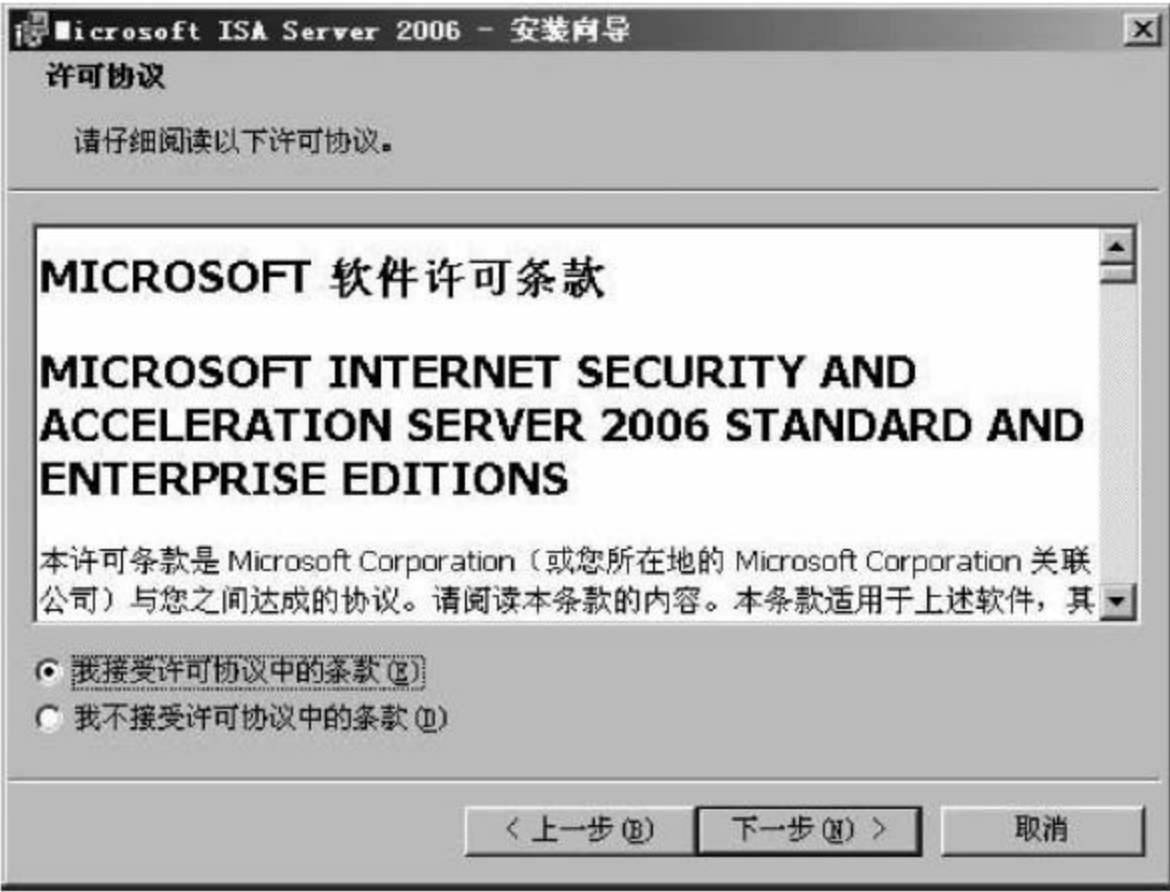 Microsoft ISA Server 2006 - 安装向导
许可协议
请仔细阅读以下许可协议。
MICROSOFT 软件许可条款
MICROSOFT INTERNET SECURITY AND
ACCELERATION SERVER 2006 STANDARD AND
ENTERPRISE EDITIONS
本许可条款是 Microsoft Corporation（或您所在地的 Microsoft Corporation 关联
公司）与您之间达成的协议。请阅读本条款的内容。本条款适用于上述软件，其
我接受许可协议中的条款(E)
我不接受许可协议中的条款(D)
< 上一步(B) 下一步(N) > 取消